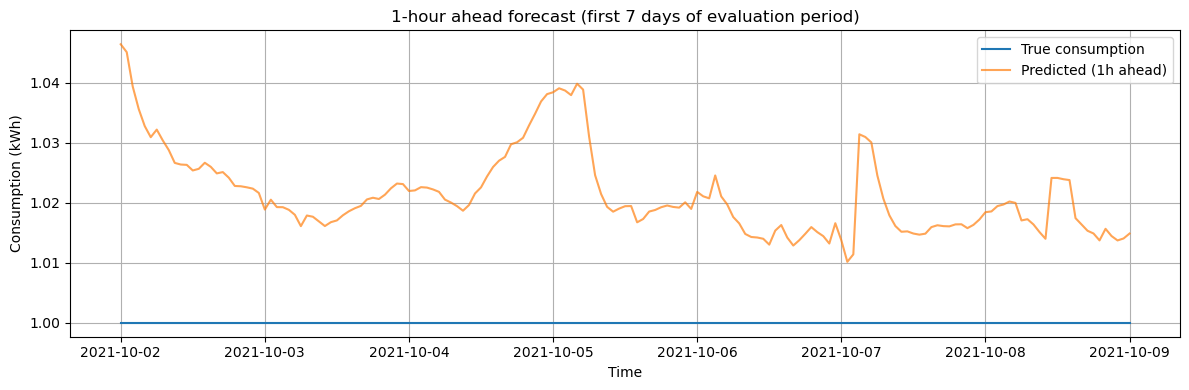 1-hour ahead forecast (first 7 days of evaluation period)
True consumption
Predicted (1h ahead)
Consumption (kWh)
1.04
1.03
1.02
1.01
1.00
2021-10-02 2021-10-03 2021-10-04 2021-10-05 2021-10-06 2021-10-07 2021-10-08 2021-10-09
Time